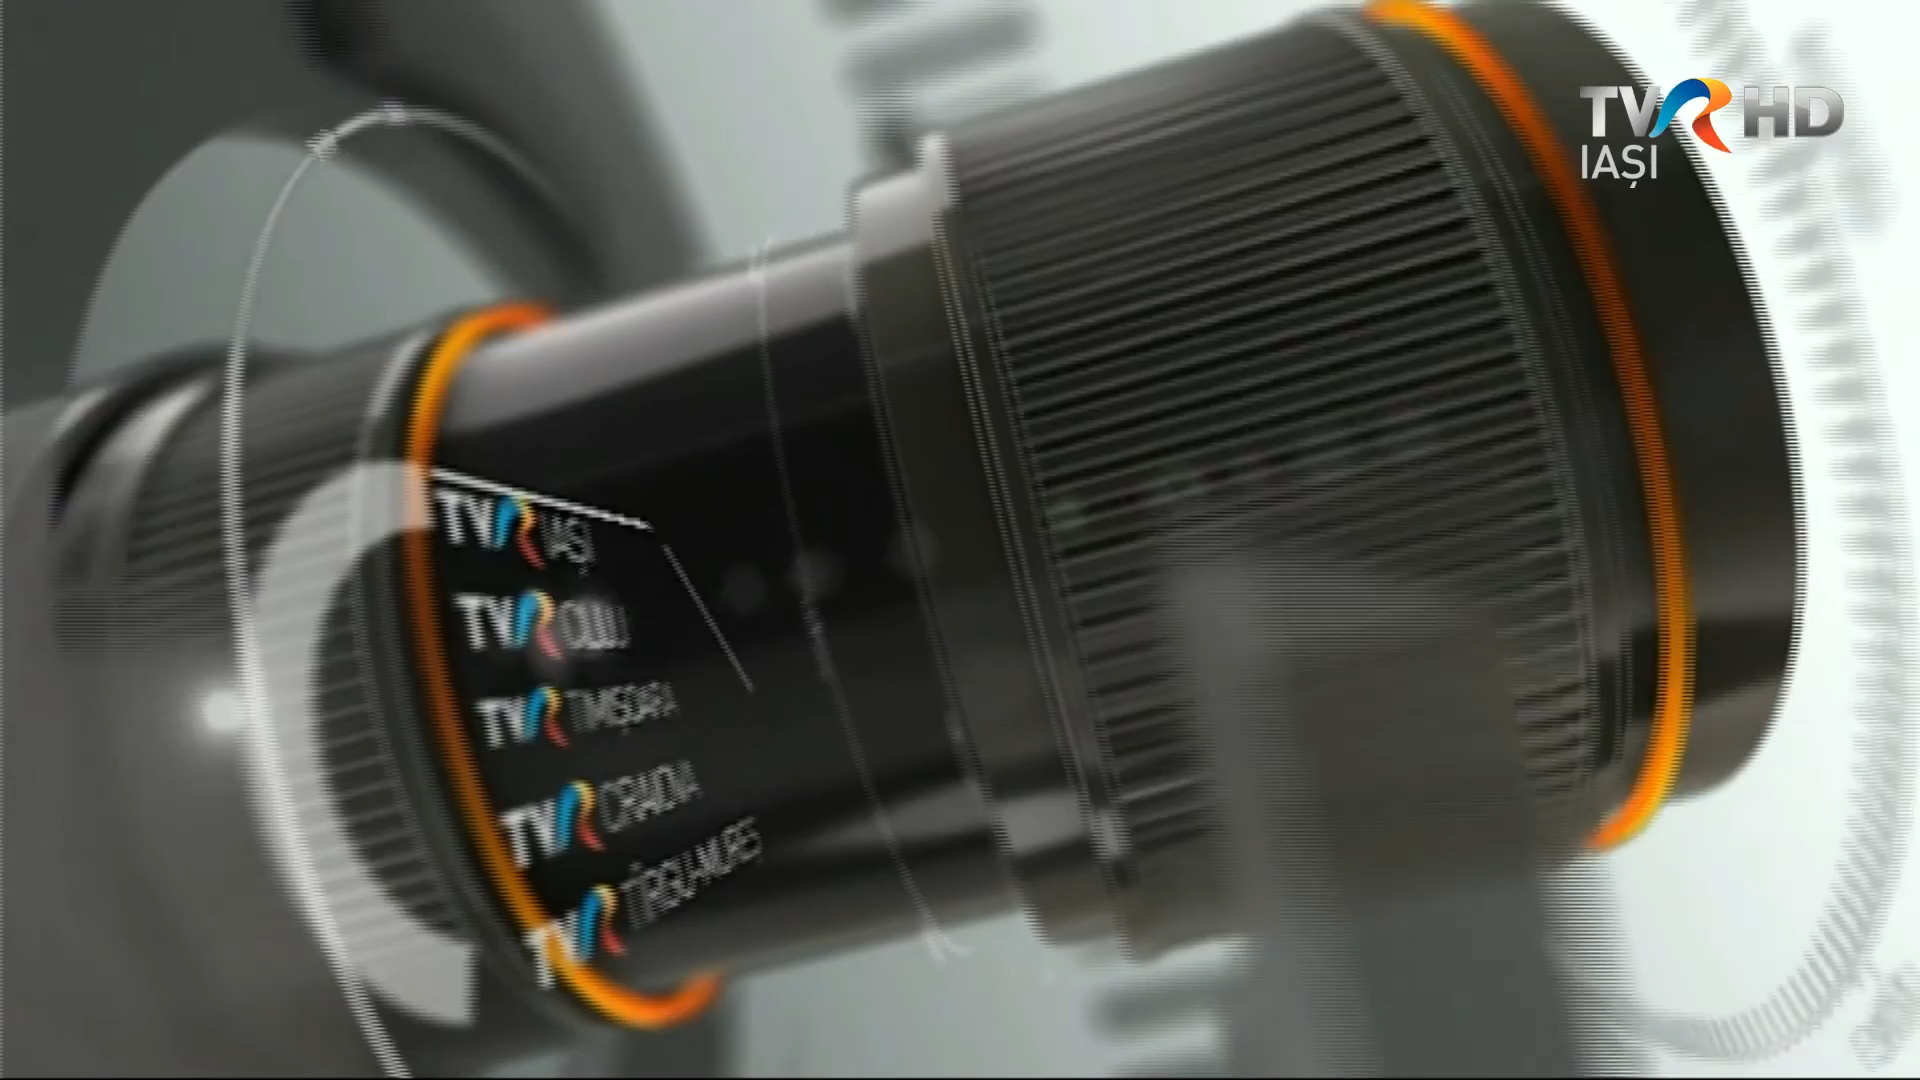 TVR HD
IAȘI
TVR IAȘI
TVR CLUJ
TVR TIMIȘOARA
TVR CRAIOVA
TVR TÎRGU-MUREȘ